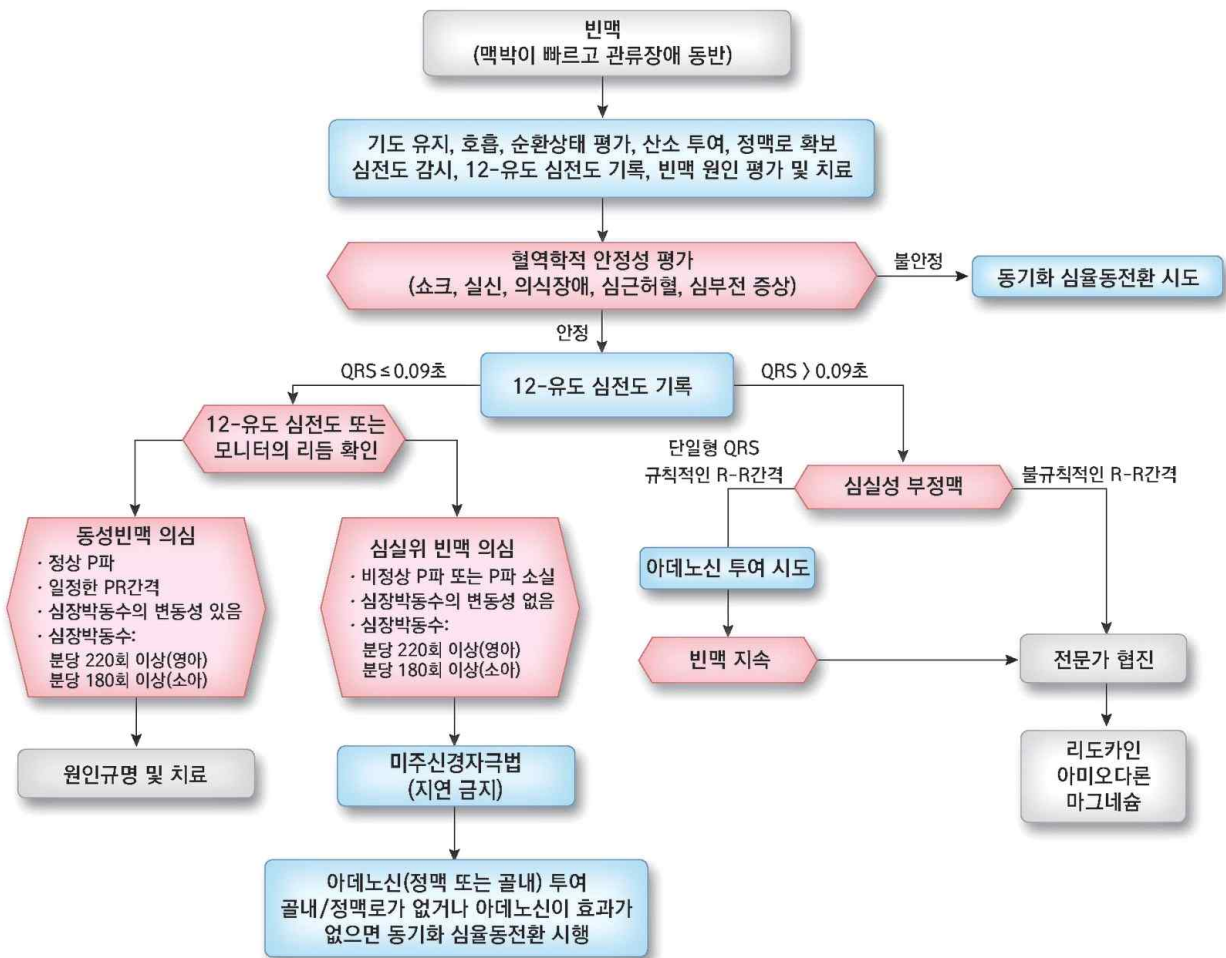 빈맥
(맥박이 빠르고 관류장애 동반)
기도 유지, 호흡, 순환상태 평가, 산소 투여, 정맥로 확보
심전도 감시, 12-유도 심전도 기록, 빈맥 원인 평가 및 치료
혈역학적 안정성 평가
(쇼크, 실신, 의식장애, 심근허혈, 심부전 증상)
불안정
동기화 심율동전환 시도
안정
12-유도 심전도 기록
QRS ≤ 0.09초
QRS > 0.09초
12-유도 심전도 또는
모니터의 리듬 확인
동성빈맥 의심
· 정상 P파
· 일정한 PR간격
· 심장박동수의 변동성 있음
· 심장박동수:
분당 220회 이상(영아)
분당 180회 이상(소아)
원인규명 및 치료
심실위 빈맥 의심
· 비정상 P파 또는 P파 소실
· 심장박동수의 변동성 없음
· 심장박동수:
분당 220회 이상(영아)
분당 180회 이상(소아)
미주신경자극법
(지연 금지)
아데노신(정맥 또는 골내) 투여
골내/정맥로가 없거나 아데노신이 효과가
없으면 동기화 심율동전환 시행
심실성 부정맥
단일형 QRS
규칙적인 R-R간격
불규칙적인 R-R간격
아데노신 투여 시도
빈맥 지속
전문가 협진
리도카인
아미오다론
마그네슘